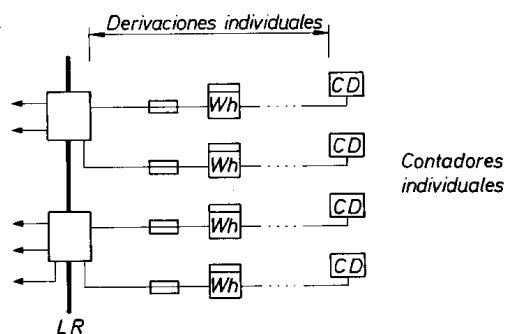 Derivaciones individuales
CD
Wh
CD
Wh
Contadores
individuales
CD
Wh
CD
Wh
LR